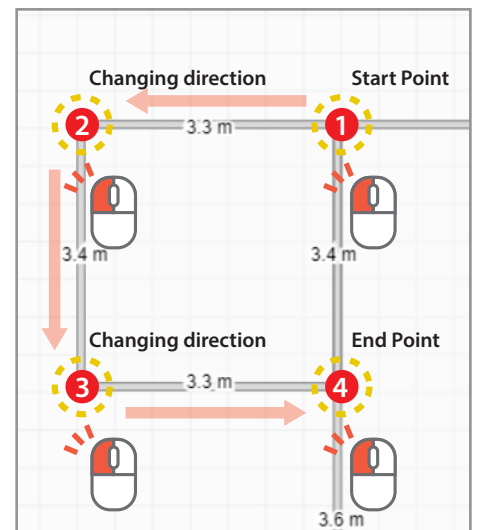 Changing direction
Start Point
2
3.3 m
1
3.4 m
3.4 m
Changing direction
End Point
3
3.3 m
4
3.6 m